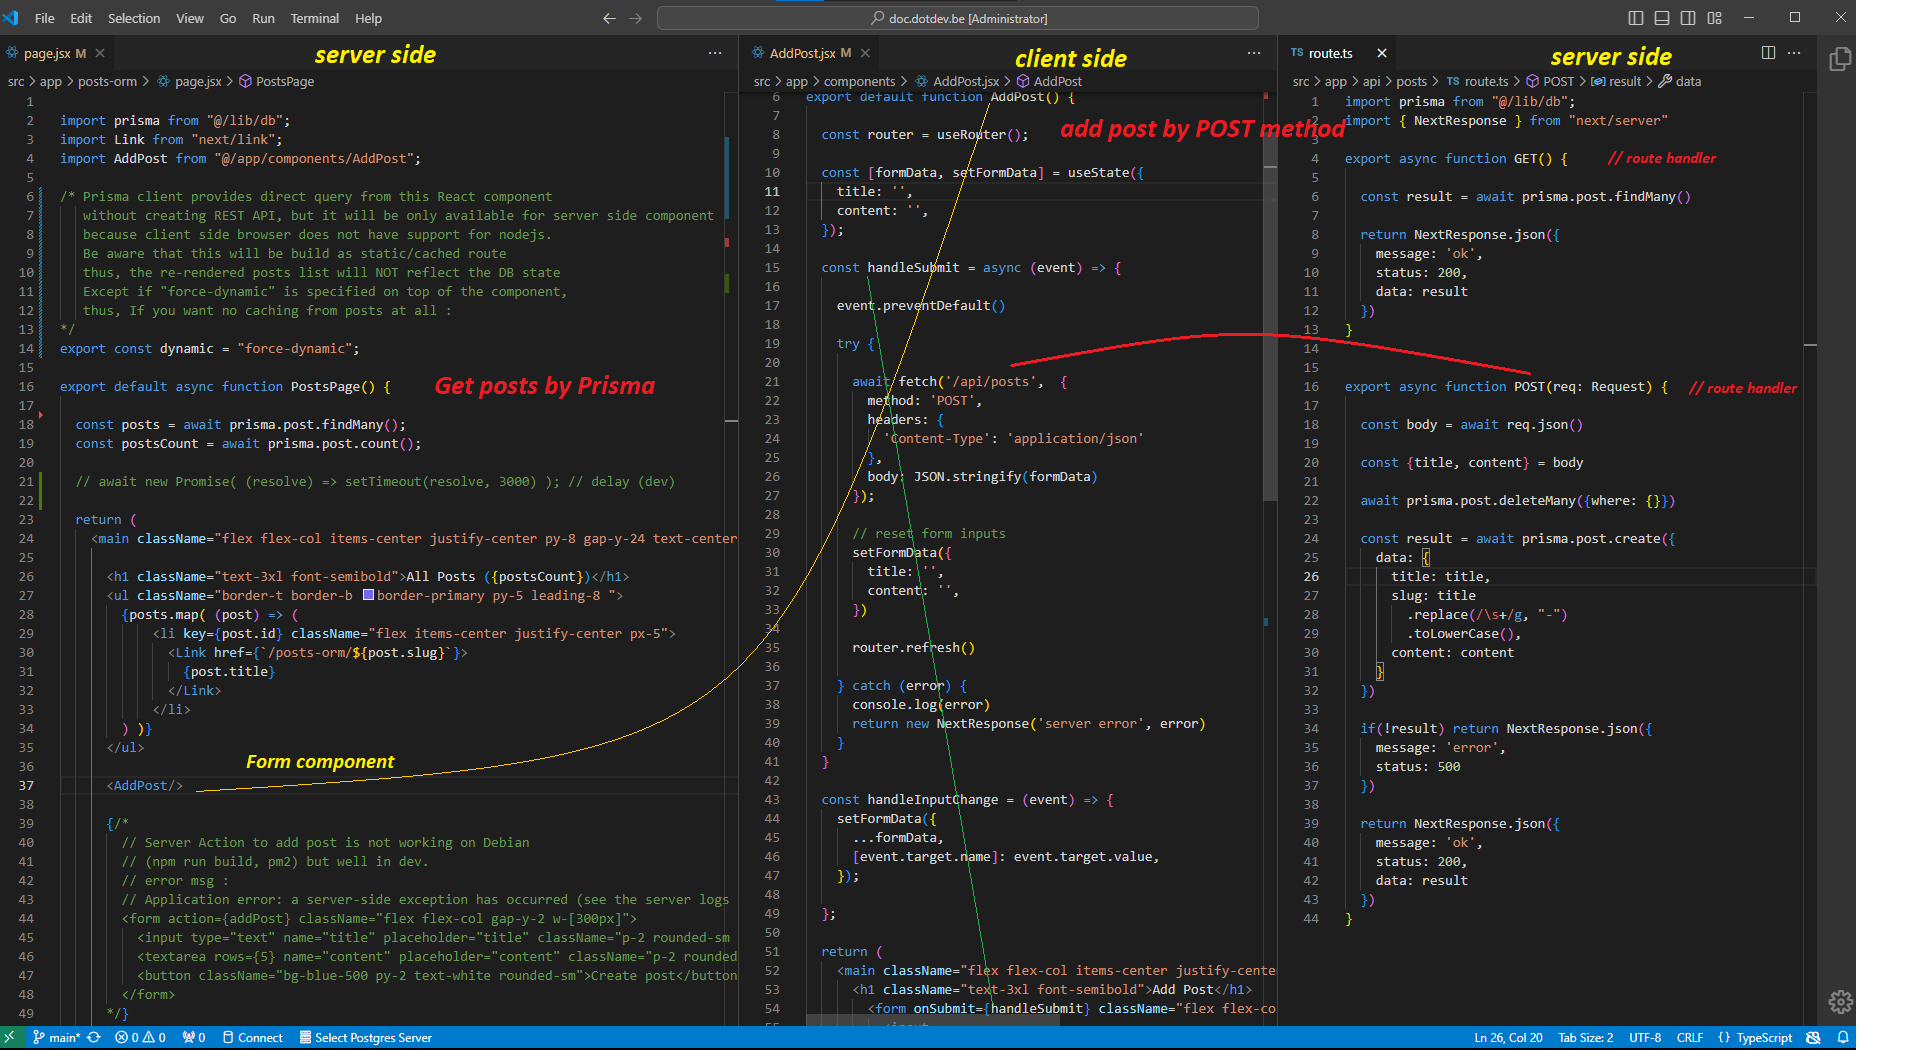 File Edit Selection View Go Run Terminal Help
doc.dotdev.be [Administrator]
page.jsx M
server side
src > app > posts-orm > page.jsx > PostsPage
1
2 import prisma from "@/lib/db";
3 import Link from "next/link";
4 import AddPost from "@/app/components/AddPost";
5
6 /* Prisma client provides direct query from this React component
7 without creating REST API, but it will be only available for server side component
8 because client side browser does not have support for nodejs.
9 Be aware that this will be build as static/cached route
10 thus, the re-rendered posts list will NOT reflect the DB state
11 Except if "force-dynamic" is specified on top of the component,
12 thus, If you want no caching from posts at all :
13 */
14 export const dynamic = "force-dynamic";
15
16 export default async function PostsPage() {
Get posts by Prisma
17
18 const posts = await prisma.post.findMany();
19 const postsCount = await prisma.post.count();
20
21 // await new Promise( (resolve) => setTimeout(resolve, 3000) ); // delay (dev)
22
23 return (
24 <main className="flex flex-col items-center justify-center py-8 gap-y-24 text-center
25
26 <h1 className="text-3xl font-semibold">All Posts ({postsCount})</h1>
27 <ul className="border-t border-b border-primary py-5 leading-8 ">
28 {posts.map( (post) => (
29 <li key={post.id} className="flex items-center justify-center px-5">
30 <Link href={`/posts-orm/${post.slug}`}>
31 {post.title}
32 </Link>
33 </li>
34 ) )}
35 </ul>
36
Form component
37 <AddPost/>
38
39 {/*
40 // Server Action to add post is not working on Debian
41 // (npm run build, pm2) but well in dev.
42 // error msg :
43 // Application error: a server-side exception has occurred (see the server logs
44 <form action={addPost} className="flex flex-col gap-y-2 w-[300px]">
45 <input type="text" name="title" placeholder="title" className="p-2 rounded-sm
46 <textarea rows={5} name="content" placeholder="content" className="p-2 rounded
47 <button className="bg-blue-500 py-2 text-white rounded-sm">Create post</button
48 </form>
49 */}
AddPost.jsx M
client side
src > app > components > AddPost.jsx > AddPost
6 export default function AddPost() {
7
8 const router = useRouter();
add post by POST method
9
10 const [formData, setFormData] = useState({
11 title: '',
12 content: '',
13 });
14
15 const handleSubmit = async (event) => {
16
17 event.preventDefault()
18
19 try {
20
21 await fetch('/api/posts', {
22 method: 'POST',
23 headers: {
24 'Content-Type': 'application/json'
25 },
26 body: JSON.stringify(formData)
27 });
28
29 // reset form inputs
30 setFormData({
31 title: '',
32 content: '',
33 })
34
35 router.refresh()
36
37 } catch (error) {
38 console.log(error)
39 return new NextResponse('server error', error)
40 }
41 }
42
43 const handleInputChange = (event) => {
44 setFormData({
45 ...formData,
46 [event.target.name]: event.target.value,
47 });
48
49 };
50
51 return (
52 <main className="flex flex-col items-center justify-cente
53 <h1 className="text-3xl font-semibold">Add Post</h1>
54 <form onSubmit={handleSubmit} className="flex flex-co
TS route.ts
server side
src > app > api > posts > TS route.ts > POST > result > data
1 import prisma from "@/lib/db";
2 import { NextResponse } from "next/server"
3
4 export async function GET() { // route handler
5
6 const result = await prisma.post.findMany()
7
8 return NextResponse.json({
9 message: 'ok',
10 status: 200,
11 data: result
12 })
13 }
14
15
16 export async function POST(req: Request) { // route handler
17
18 const body = await req.json()
19
20 const {title, content} = body
21
22 await prisma.post.deleteMany({where: {}})
23
24 const result = await prisma.post.create({
25 data: {
26 title: title,
27 slug: title
28 .replace(/\s+/g, "-")
29 .toLowerCase(),
30 content: content
31 }
32 })
33
34 if(!result) return NextResponse.json({
35 message: 'error',
36 status: 500
37 })
38
39 return NextResponse.json({
40 message: 'ok',
41 status: 200,
42 data: result
43 })
44 }
main* 0 0 0 Connect Select Postgres Server Ln 26, Col 20 Tab Size: 2 UTF-8 CRLF {} TypeScript